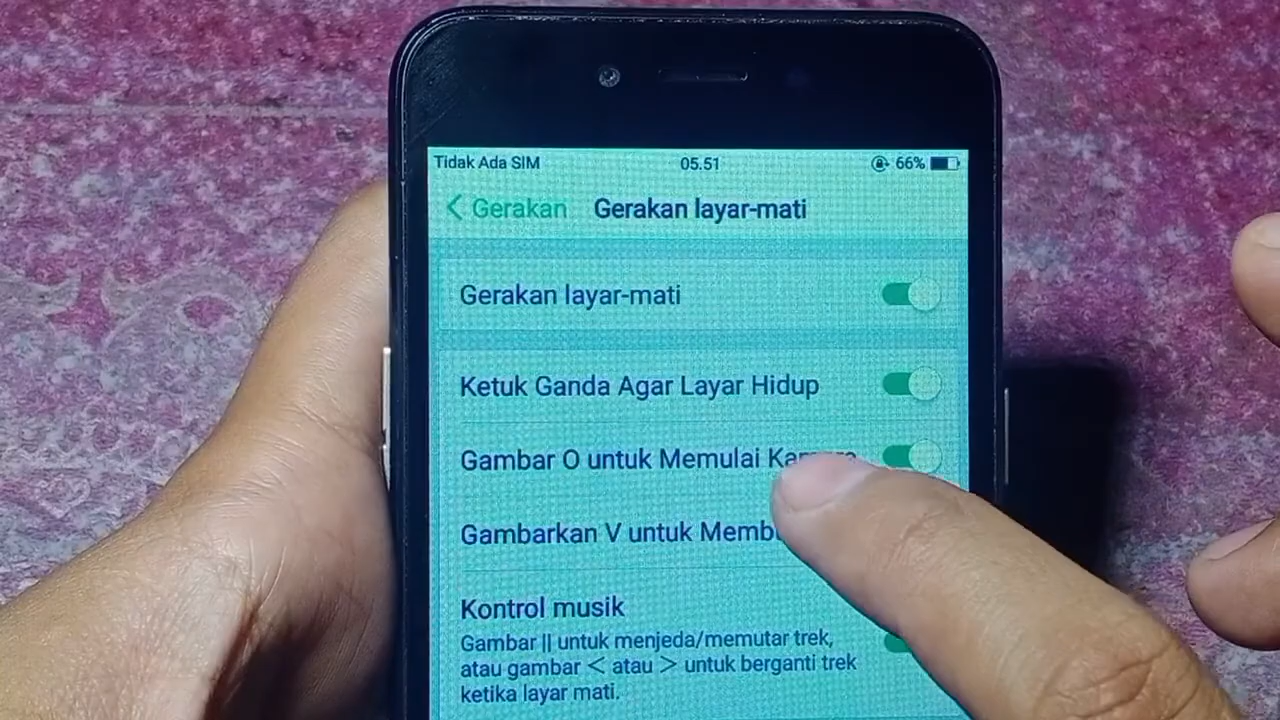 Tidak Ada SIM 05.51 66%
Gerakan Gerakan layar-mati
Gerakan layar-mati
Ketuk Ganda Agar Layar Hidup
Gambar O untuk Memulai
Gambarkan V untuk
Kontrol musik
Gambar || untuk menjeda/memutar trek,
atau gambar < atau > untuk berganti trek
ketika layar mati.